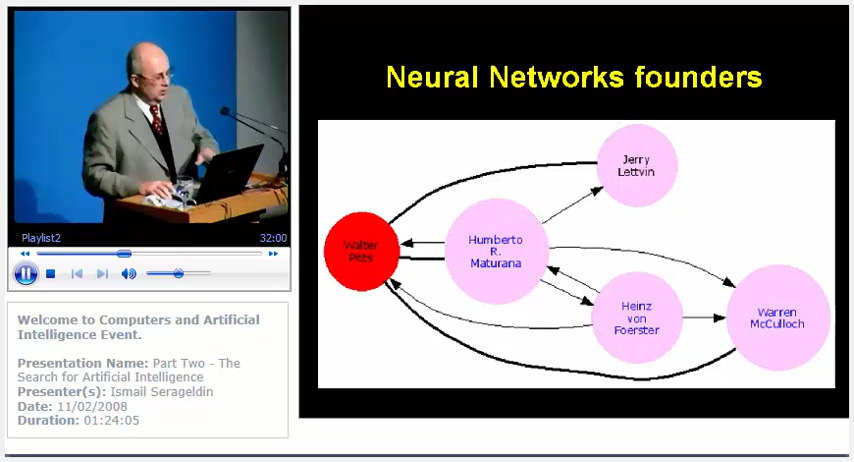 Playlist2
32:00
Welcome to Computers and Artificial
Intelligence Event.
Presentation Name: Part Two - The
Search for Artificial Intelligence
Presenter(s): Ismail Serageldin
Date: 11/02/2008
Duration: 01:24:05
Neural Networks founders
Jerry
Lettvin
Walter
Pitts
Humberto
R.
Maturana
Heinz
von
Foerster
Warren
McCulloch